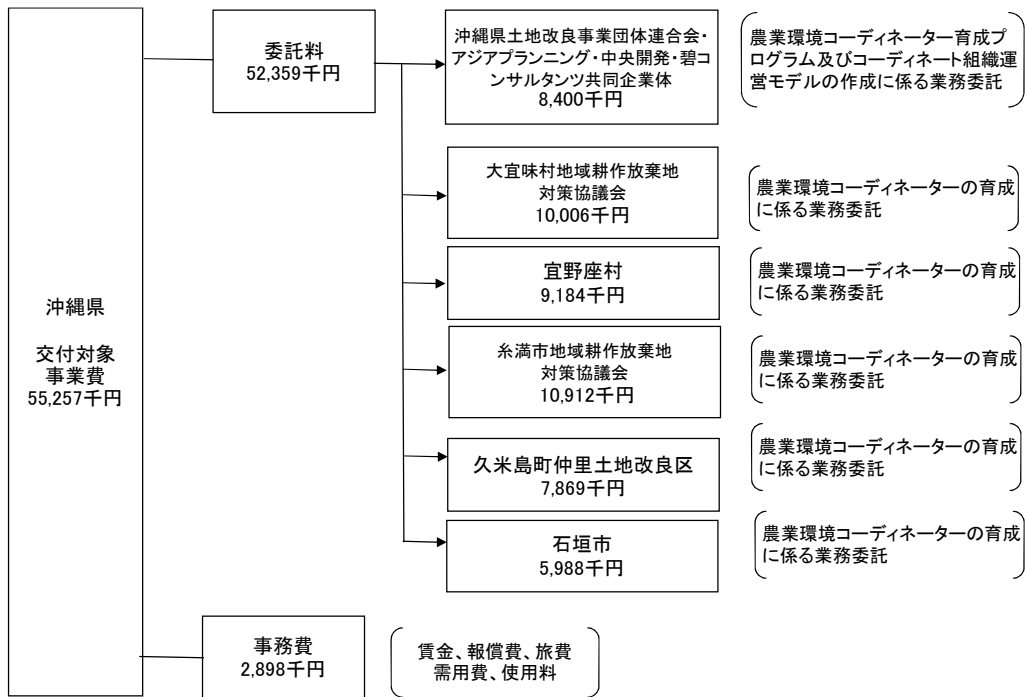 沖縄県
交付対象
事業費
55,257千円
委託料
52,359千円
沖縄県土地改良事業団体連合会・
アジアプランニング・中央開発・碧コ
ンサルタンツ共同企業体
8,400千円
農業環境コーディネーター育成プ
ログラム及びコーディネート組織運
営モデルの作成に係る業務委託
大宜味村地域耕作放棄地
対策協議会
10,006千円
農業環境コーディネーターの育成
に係る業務委託
宜野座村
9,184千円
農業環境コーディネーターの育成
に係る業務委託
糸満市地域耕作放棄地
対策協議会
10,912千円
農業環境コーディネーターの育成
に係る業務委託
久米島町仲里土地改良区
7,869千円
農業環境コーディネーターの育成
に係る業務委託
石垣市
5,988千円
農業環境コーディネーターの育成
に係る業務委託
事務費
2,898千円
賃金、報償費、旅費
需用費、使用料